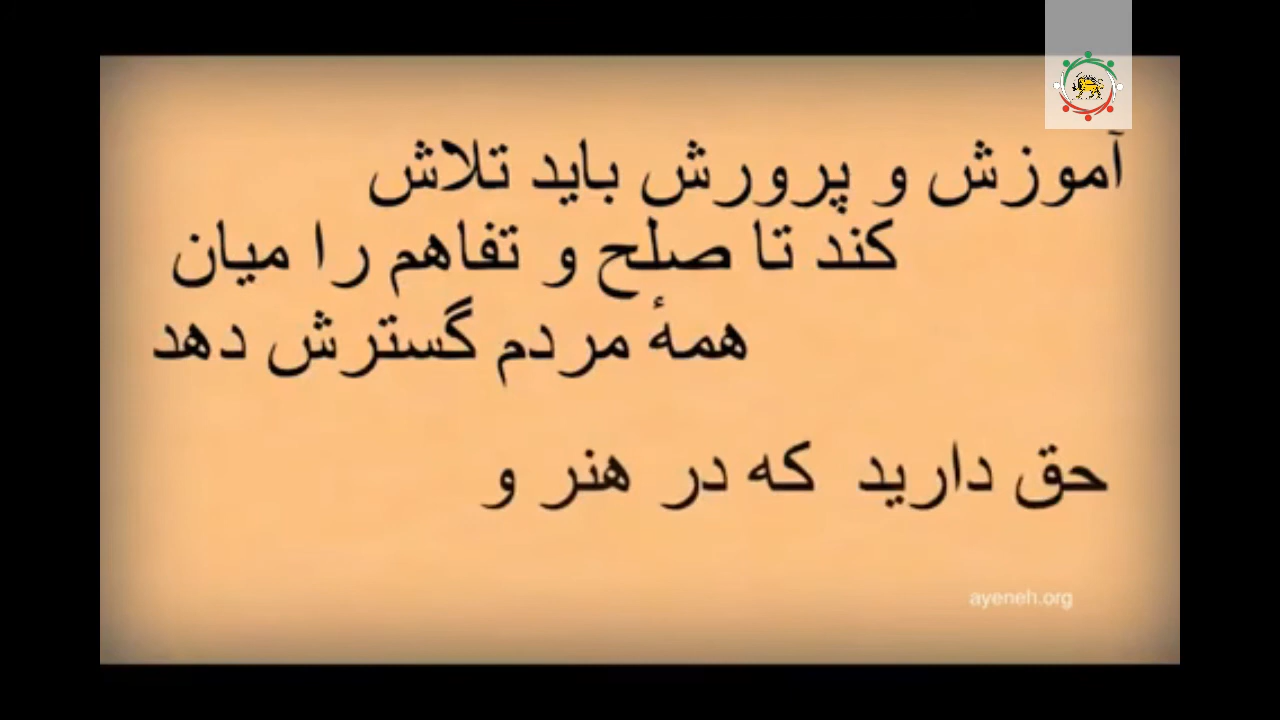 آموزش و پرورش باید تلاش
کند تا صلح و تفاهم را میان
همهٔ مردم گسترش دهد
حق دارید که در هنر و
ayeneh.org